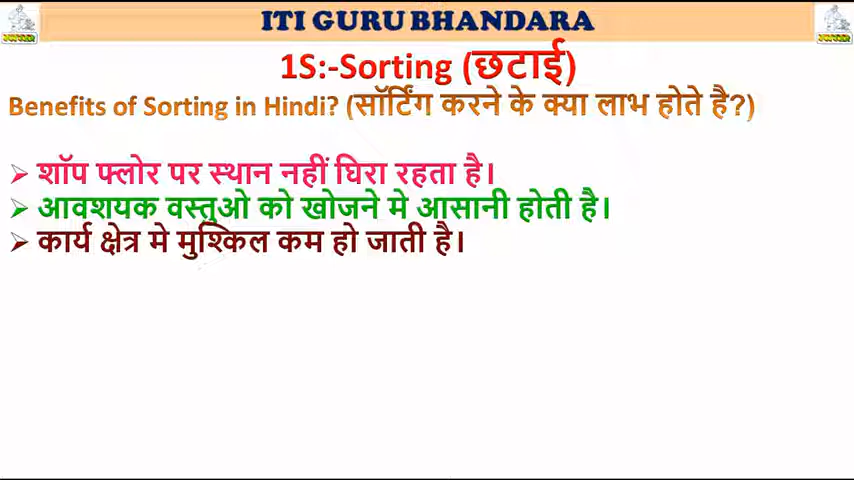 ITI GURU BHANDARA
1S:-Sorting (छटाई)
Benefits of Sorting in Hindi? (सॉर्टिंग करने के क्या लाभ होते है?)
➢ शॉप फ्लोर पर स्थान नहीं घिरा रहता है।
➢ आवशयक वस्तुओ को खोजने मे आसानी होती है।
➢ कार्य क्षेत्र मे मुश्किल कम हो जाती है।